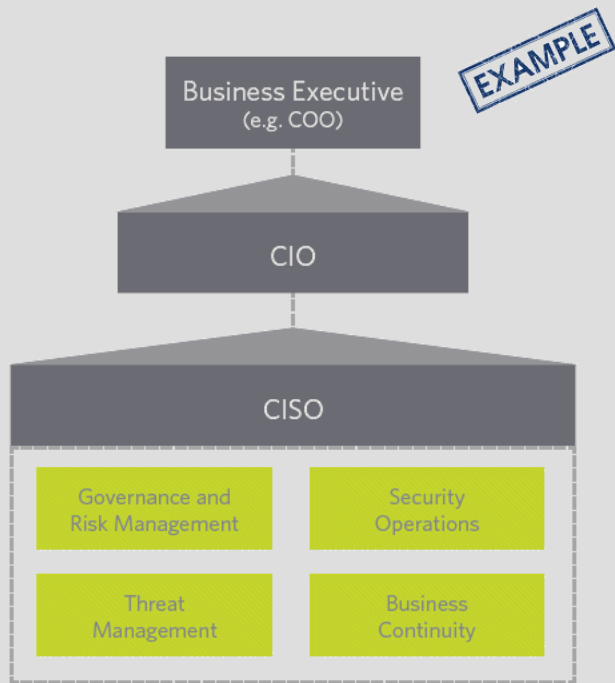 EXAMPLE
Business Executive
(e.g. COO)
CIO
CISO
Governance and
Risk Management
Security
Operations
Threat
Management
Business
Continuity